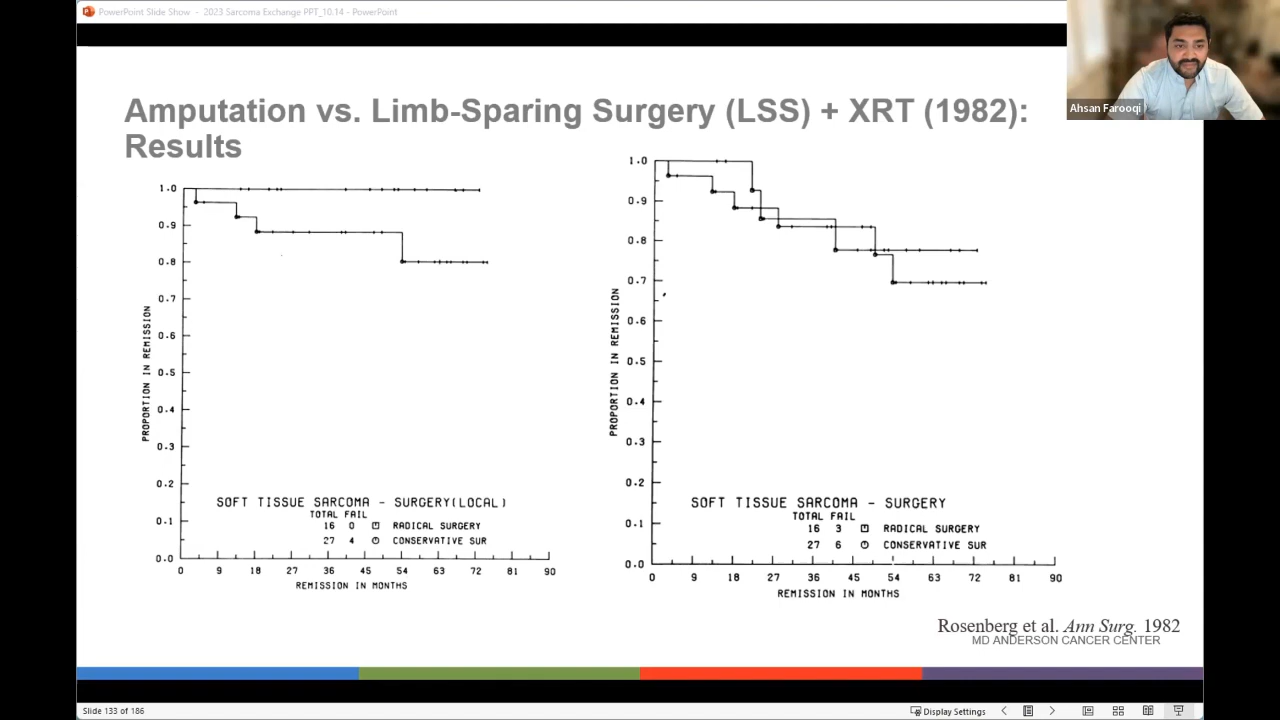 PowerPoint Slide Show - 2023 Sarcoma Exchange PPT_10.14 - PowerPoint
Ahsan Farooqi
Amputation vs. Limb-Sparing Surgery (LSS) + XRT (1982):
Results
PROPORTION IN REMISSION
1.0
0.9
0.8
0.7
0.6
0.5
0.4
0.3
0.2
0.1
0.0
SOFT TISSUE SARCOMA - SURGERY(LOCAL)
TOTAL FAIL
16 0 RADICAL SURGERY
27 4 CONSERVATIVE SUR
0 9 18 27 36 45 54 63 72 81 90
REMISSION IN MONTHS
PROPORTION IN REMISSION
1.0
0.9
0.8
0.7
0.6
0.5
0.4
0.3
0.2
0.1
0.0
SOFT TISSUE SARCOMA - SURGERY
TOTAL FAIL
16 3 RADICAL SURGERY
27 6 CONSERVATIVE SUR
0 9 18 27 36 45 54 63 72 81 90
REMISSION IN MONTHS
Rosenberg et al. Ann Surg. 1982
MD ANDERSON CANCER CENTER
Slide 133 of 186
Display Settings